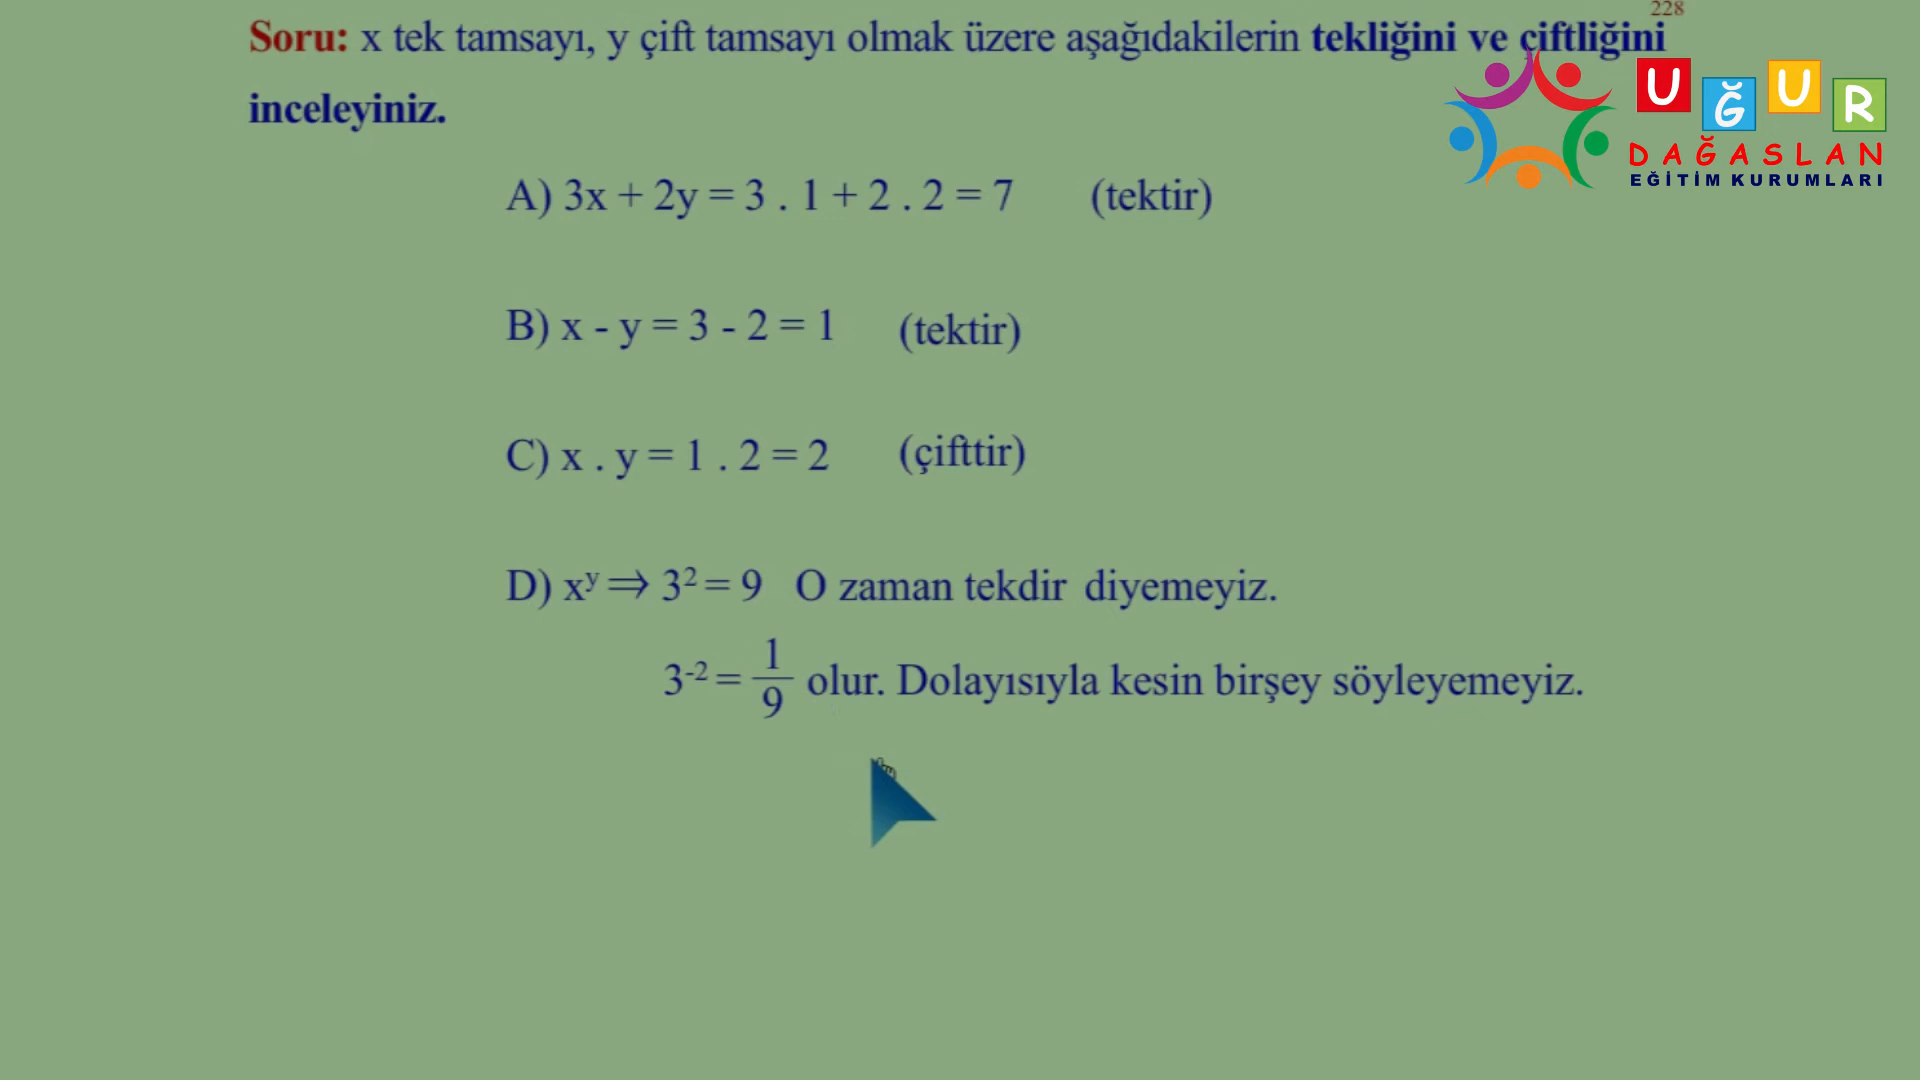 228
Soru: x tek tamsayı, y çift tamsayı olmak üzere aşağıdakilerin tekliğini ve çiftliğini
inceleyiniz.
UĞUR
DAĞASLAN
EĞİTİM KURUMLARI
A) 3x + 2y = 3 . 1 + 2 . 2 = 7 (tektir)
B) x - y = 3 - 2 = 1 (tektir)
C) x . y = 1 . 2 = 2 (çifttir)
D) xʸ ⇒ 3² = 9 O zaman tekdir diyemeyiz.
3⁻² = 1/9 olur. Dolayısıyla kesin birşey söyleyemeyiz.